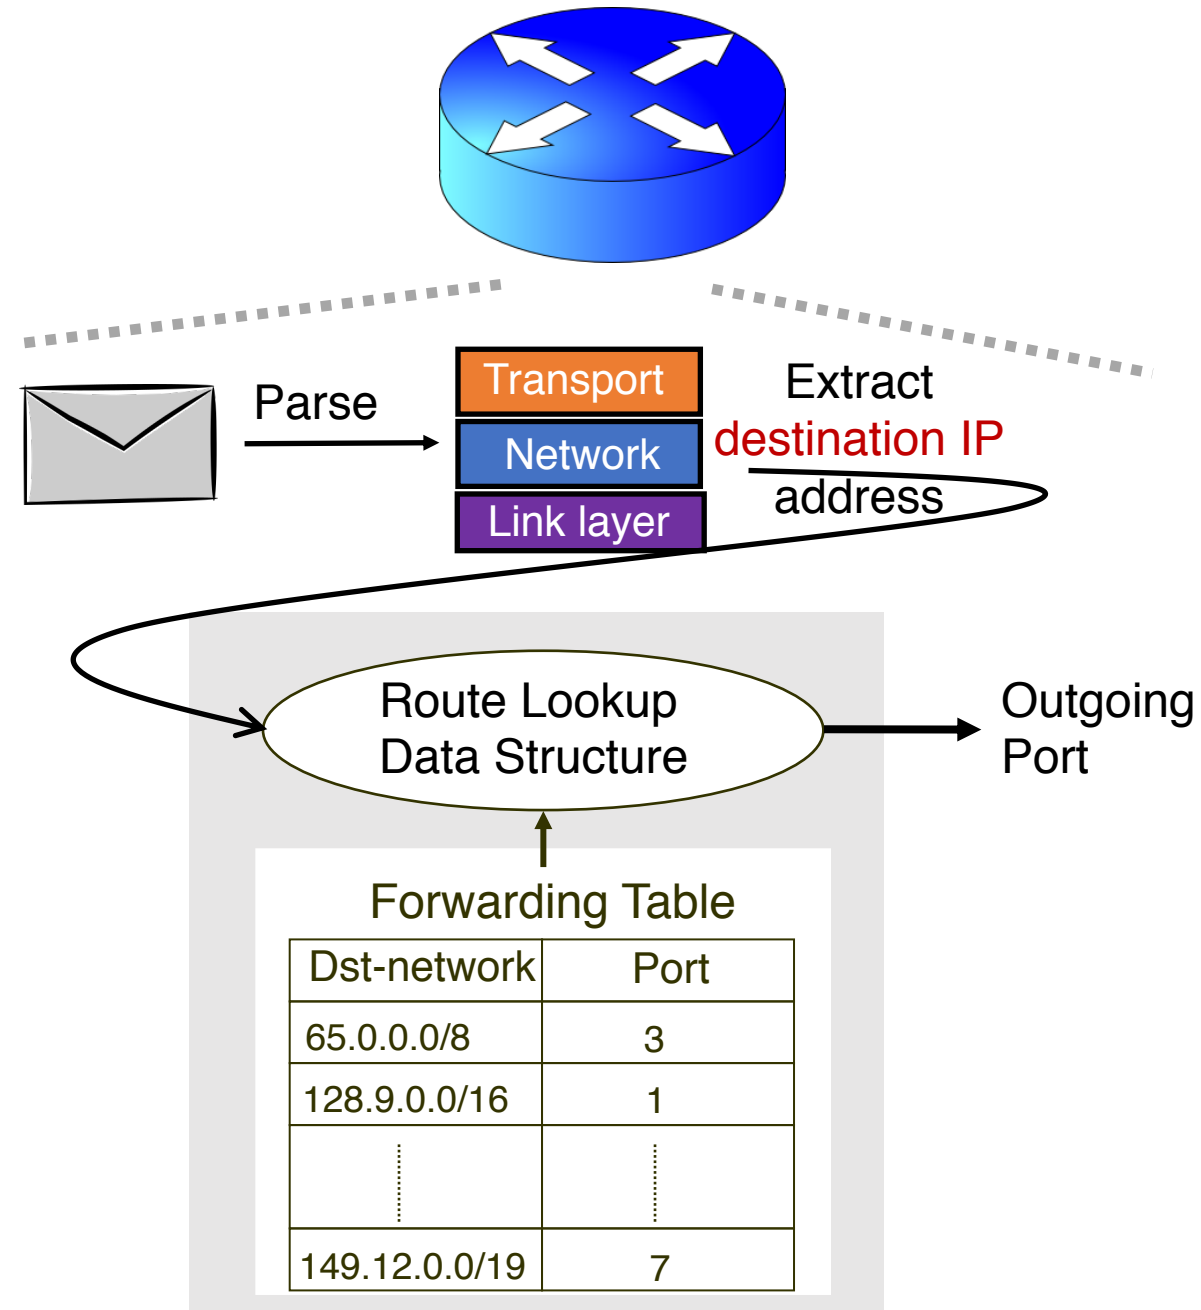 Parse
Transport
Network
Link layer
Extract
destination IP
address
Route Lookup
Data Structure
Outgoing
Port
Forwarding Table
Dst-network Port
65.0.0.0/8 3
128.9.0.0/16 1
149.12.0.0/19 7